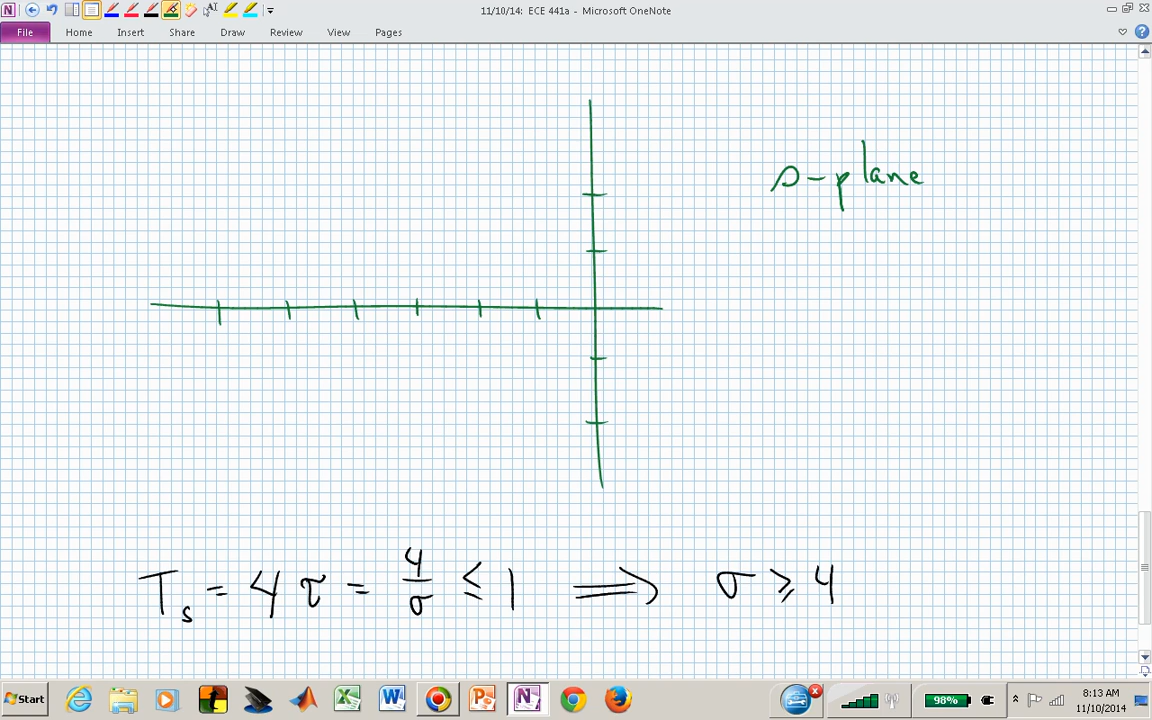 11/10/14: ECE 441a - Microsoft OneNote
File Home Insert Share Draw Review View Pages
s-plane
T_s = 4τ = 4/σ ≤ 1 ⟹ σ ≥ 4
Start
98%
8:13 AM
11/10/2014